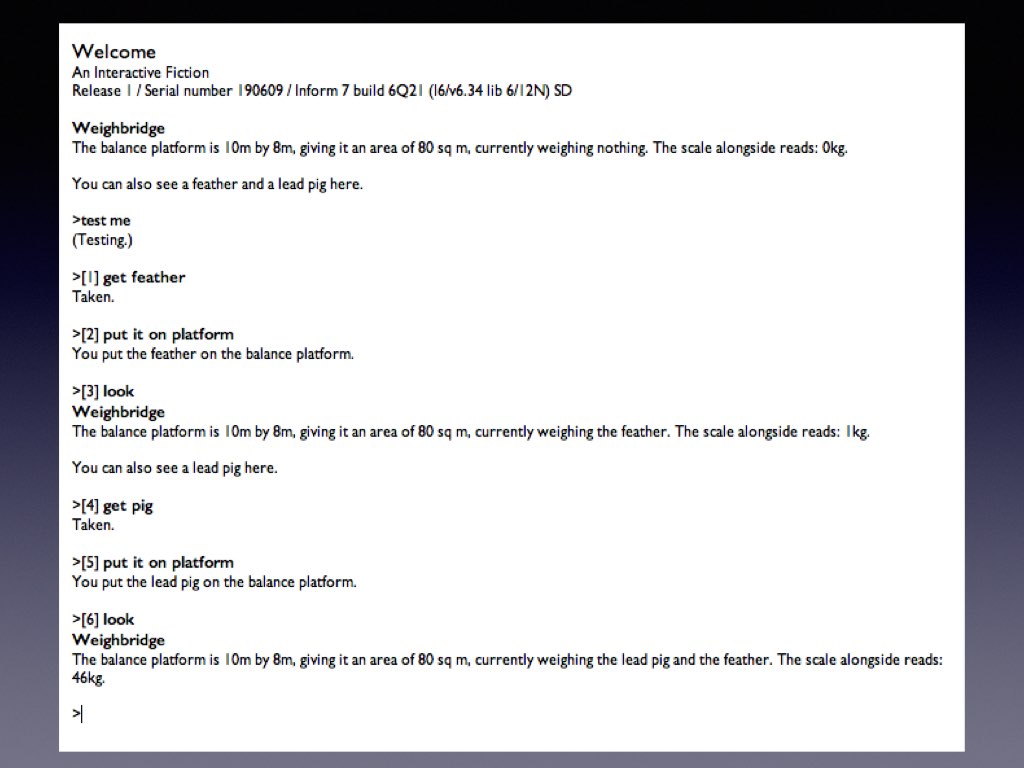 Welcome
An Interactive Fiction
Release 1 / Serial number 190609 / Inform 7 build 6Q21 (I6/v6.34 lib 6/12N) SD
Weighbridge
The balance platform is 10m by 8m, giving it an area of 80 sq m, currently weighing nothing. The scale alongside reads: 0kg.
You can also see a feather and a lead pig here.
>test me
(Testing.)
>[1] get feather
Taken.
>[2] put it on platform
You put the feather on the balance platform.
>[3] look
Weighbridge
The balance platform is 10m by 8m, giving it an area of 80 sq m, currently weighing the feather. The scale alongside reads: 1kg.
You can also see a lead pig here.
>[4] get pig
Taken.
>[5] put it on platform
You put the lead pig on the balance platform.
>[6] look
Weighbridge
The balance platform is 10m by 8m, giving it an area of 80 sq m, currently weighing the lead pig and the feather. The scale alongside reads:
46kg.
>